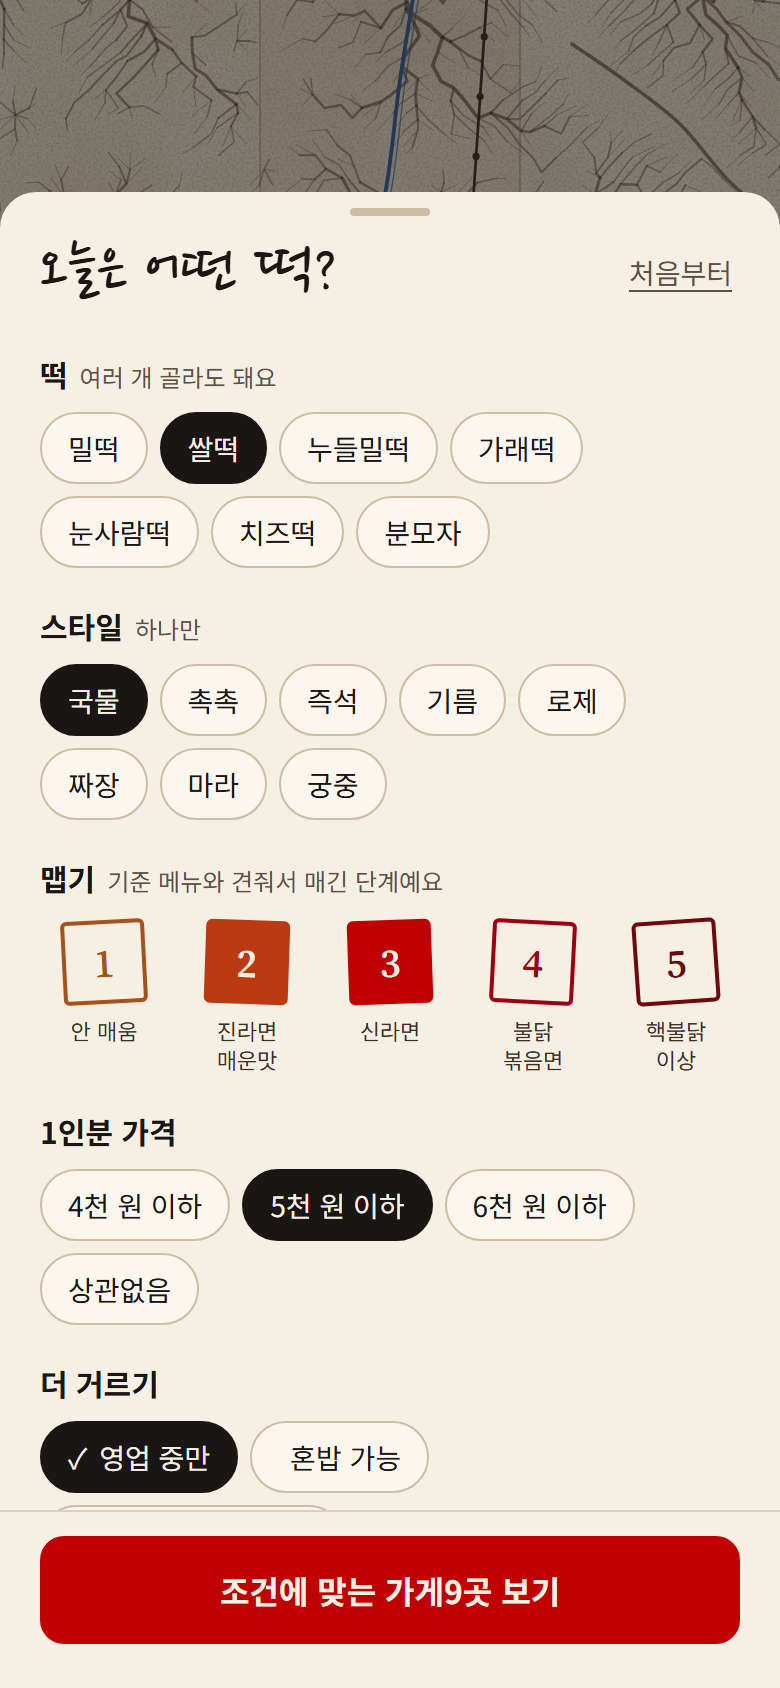 오늘은 어떤 떡?
처음부터
떡 여러 개 골라도 돼요
밀떡 쌀떡 누들밀떡 가래떡
눈사람떡 치즈떡 분모자
스타일 하나만
국물 촉촉 즉석 기름 로제
짜장 마라 궁중
맵기 기준 메뉴와 견줘서 매긴 단계예요
1 2 3 4 5
안 매움 진라면 신라면 불닭 핵불닭
매운맛 볶음면 이상
1인분 가격
4천 원 이하 5천 원 이하 6천 원 이하
상관없음
더 거르기
✓ 영업 중만 혼밥 가능
조건에 맞는 가게9곳 보기